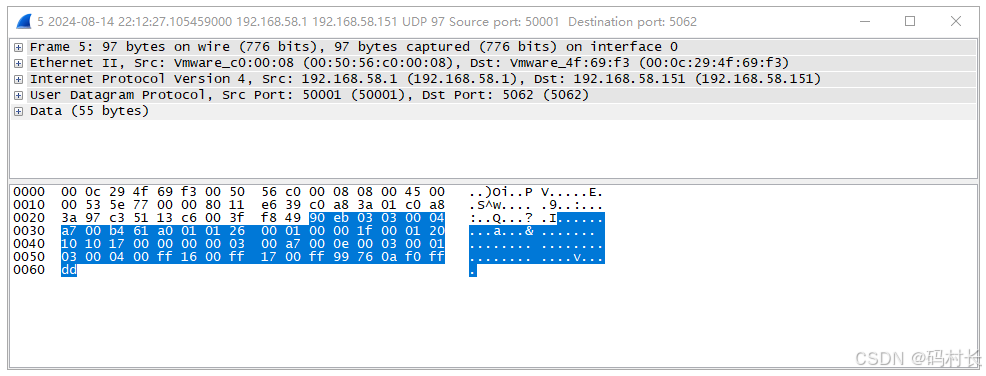 5 2024-08-14 22:12:27.105459000 192.168.58.1 192.168.58.151 UDP 97 Source port: 50001  Destination port: 5062
Frame 5: 97 bytes on wire (776 bits), 97 bytes captured (776 bits) on interface 0
Ethernet II, Src: Vmware_c0:00:08 (00:50:56:c0:00:08), Dst: Vmware_4f:69:f3 (00:0c:29:4f:69:f3)
Internet Protocol Version 4, Src: 192.168.58.1 (192.168.58.1), Dst: 192.168.58.151 (192.168.58.151)
User Datagram Protocol, Src Port: 50001 (50001), Dst Port: 5062 (5062)
Data (55 bytes)
0000  00 0c 29 4f 69 f3 00 50  56 c0 00 08 08 00 45 00  ..)Oi..P V.....E.
0010  00 53 5e 77 00 00 80 11  e6 39 c0 a8 3a 01 c0 a8  .S^w.... .9..:...
0020  3a 97 c3 51 13 c6 00 3f  f8 49 90 eb 03 03 00 04  :..Q...? .I......
0030  a7 00 b4 61 a0 01 01 26  00 01 00 00 1f 00 01 20  ...a...& ....... 
0040  10 10 17 00 00 00 00 03  00 a7 00 0e 00 03 00 01  ........ ........
0050  03 00 04 00 ff 16 00 ff  17 00 ff 99 76 0a f0 ff  ........ ....v...
0060  dd  .
CSDN @码村长